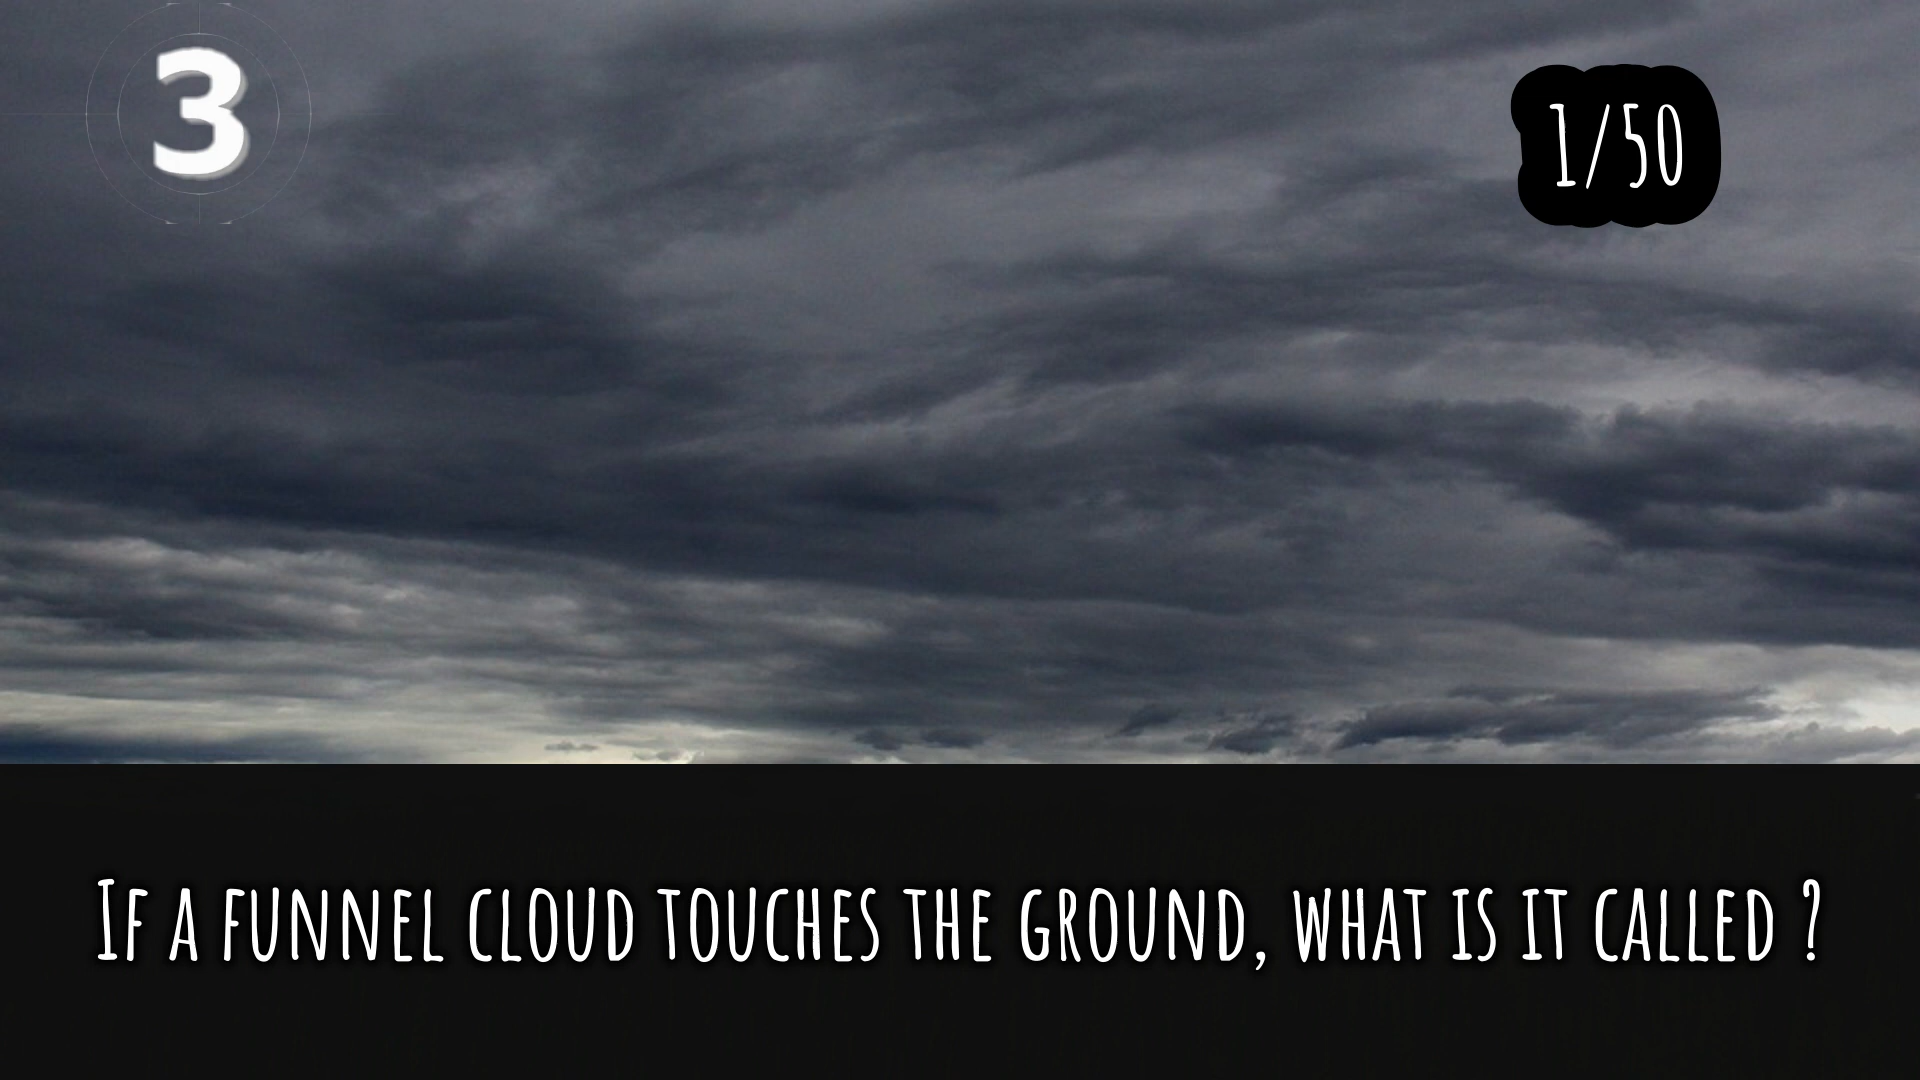 3
1/50
If a funnel cloud touches the ground, what is it called ?